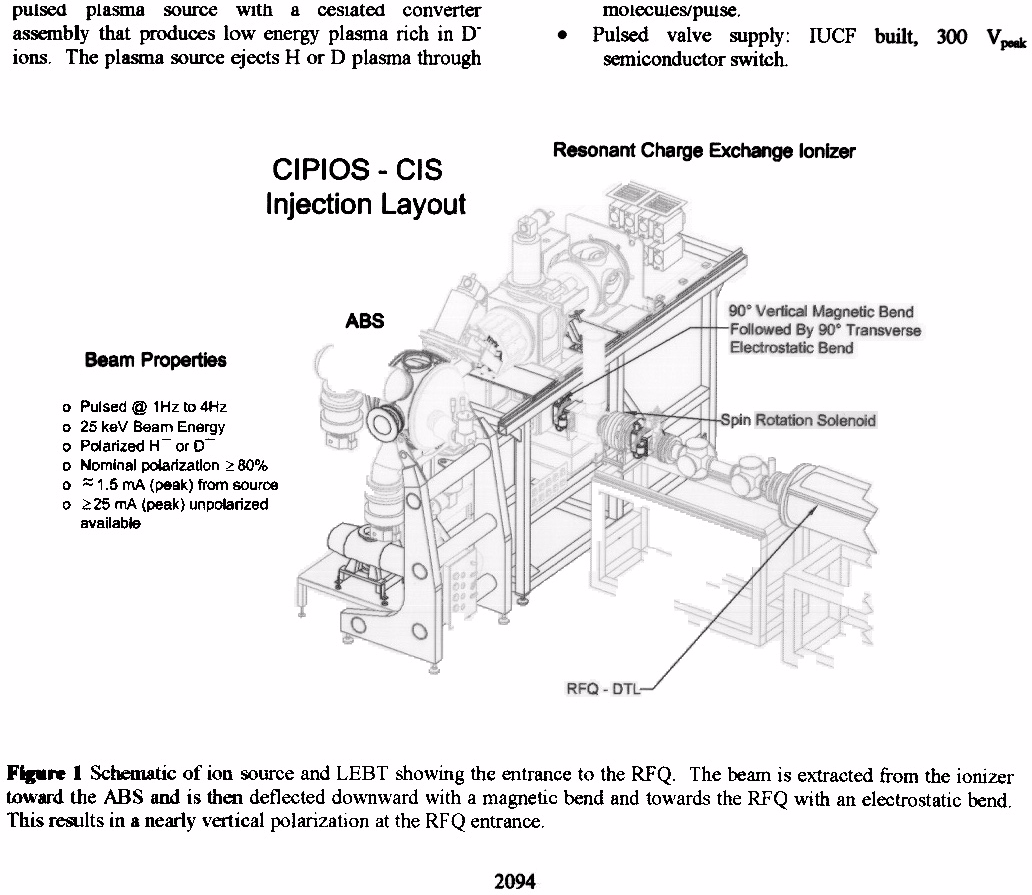 pulsed plasma source with a cesiated converter
assembly that produces low energy plasma rich in D⁻
ions. The plasma source ejects H or D plasma through
molecules/pulse.
• Pulsed valve supply: IUCF built, 300 Vpeak
semiconductor switch.
CIPIOS - CIS
Injection Layout
Resonant Charge Exchange Ionizer
ABS
90° Vertical Magnetic Bend
Followed By 90° Transverse
Electrostatic Bend
Beam Properties
o Pulsed @ 1Hz to 4Hz
o 25 keV Beam Energy
o Polarized H⁻ or D⁻
o Nominal polarization ≥ 80%
o ≈ 1.5 mA (peak) from source
o ≥25 mA (peak) unpolarized
available
Spin Rotation Solenoid
RFQ - DTL
Figure 1 Schematic of ion source and LEBT showing the entrance to the RFQ. The beam is extracted from the ionizer
toward the ABS and is then deflected downward with a magnetic bend and towards the RFQ with an electrostatic bend.
This results in a nearly vertical polarization at the RFQ entrance.
2094